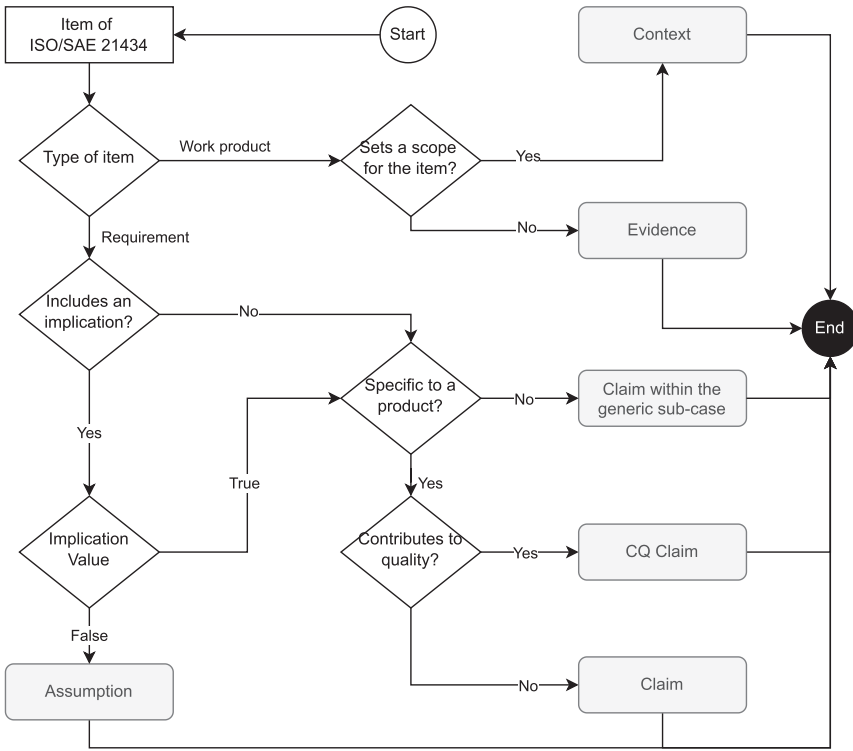 Item of
ISO/SAE 21434
Start
Context
Type of item
Work product
Sets a scope
for the item?
Yes
No
Evidence
Requirement
Includes an
implication?
No
End
Specific to a
product?
No
Claim within the
generic sub-case
Yes
True
Yes
Implication
Value
Contributes to
quality?
Yes
CQ Claim
False
Assumption
No
Claim